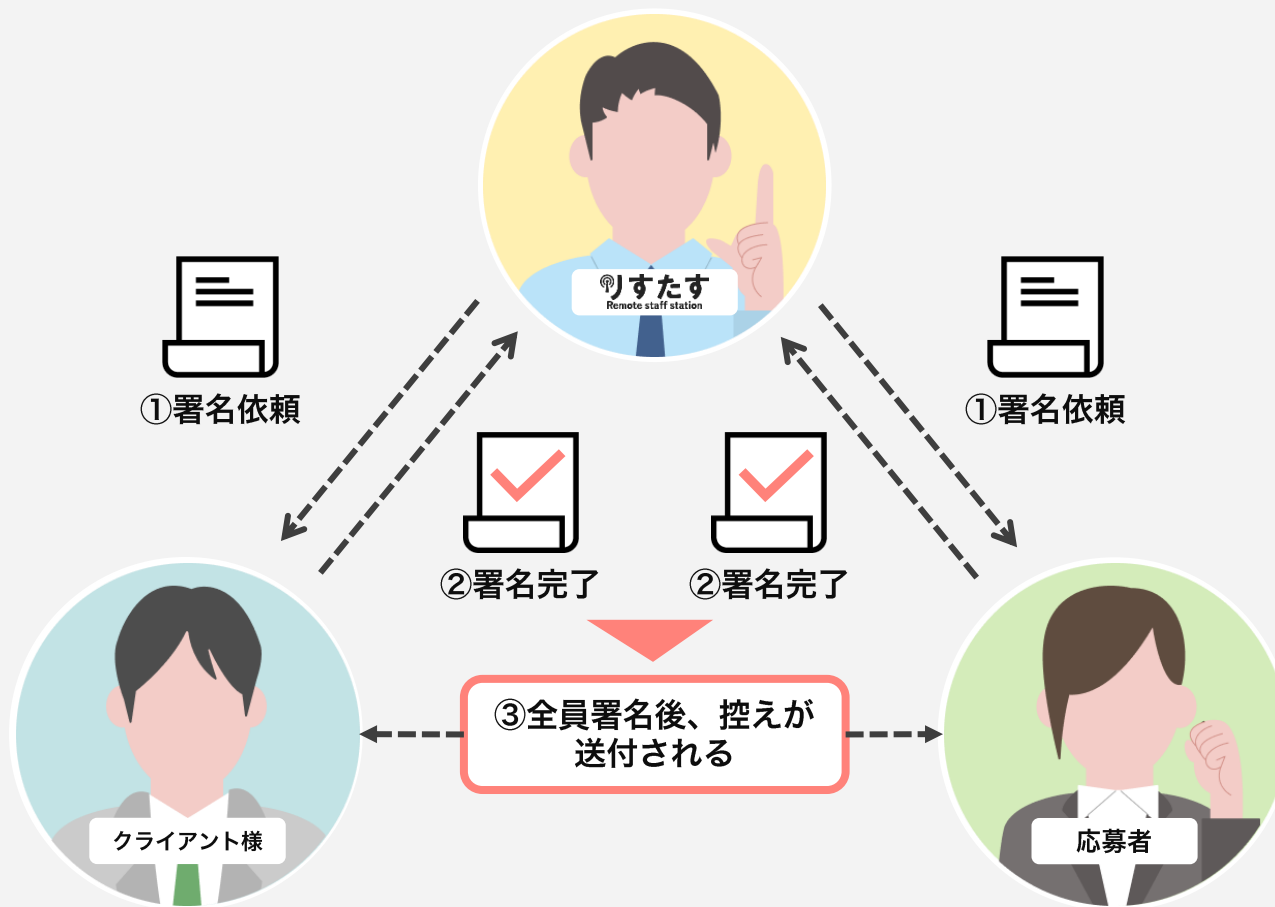 りすたす
Remote staff station
①署名依頼
①署名依頼
②署名完了
②署名完了
③全員署名後、控えが
送付される
クライアント様
応募者